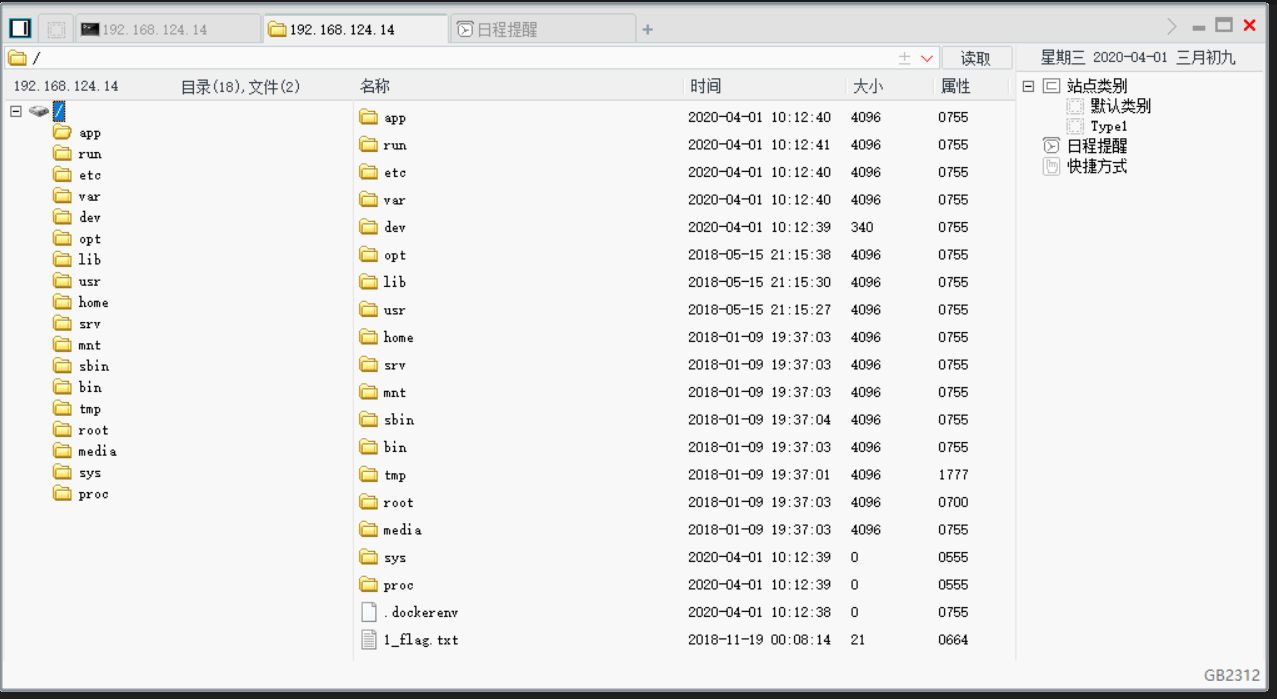 192.168.124.14 192.168.124.14 日程提醒 +
/ 读取 星期三 2020-04-01 三月初九
192.168.124.14 目录(18),文件(2) 名称 时间 大小 属性
/
app
run
etc
var
dev
opt
lib
usr
home
srv
mnt
sbin
bin
tmp
root
media
sys
proc
app 2020-04-01 10:12:40 4096 0755
run 2020-04-01 10:12:41 4096 0755
etc 2020-04-01 10:12:40 4096 0755
var 2020-04-01 10:12:40 4096 0755
dev 2020-04-01 10:12:39 340 0755
opt 2018-05-15 21:15:38 4096 0755
lib 2018-05-15 21:15:30 4096 0755
usr 2018-05-15 21:15:27 4096 0755
home 2018-01-09 19:37:03 4096 0755
srv 2018-01-09 19:37:03 4096 0755
mnt 2018-01-09 19:37:03 4096 0755
sbin 2018-01-09 19:37:04 4096 0755
bin 2018-01-09 19:37:03 4096 0755
tmp 2018-01-09 19:37:01 4096 1777
root 2018-01-09 19:37:03 4096 0700
media 2018-01-09 19:37:03 4096 0755
sys 2020-04-01 10:12:39 0 0555
proc 2020-04-01 10:12:39 0 0555
.dockerenv 2020-04-01 10:12:38 0 0755
1_flag.txt 2018-11-19 00:08:14 21 0664
站点类别
默认类别
Type1
日程提醒
快捷方式
GB2312